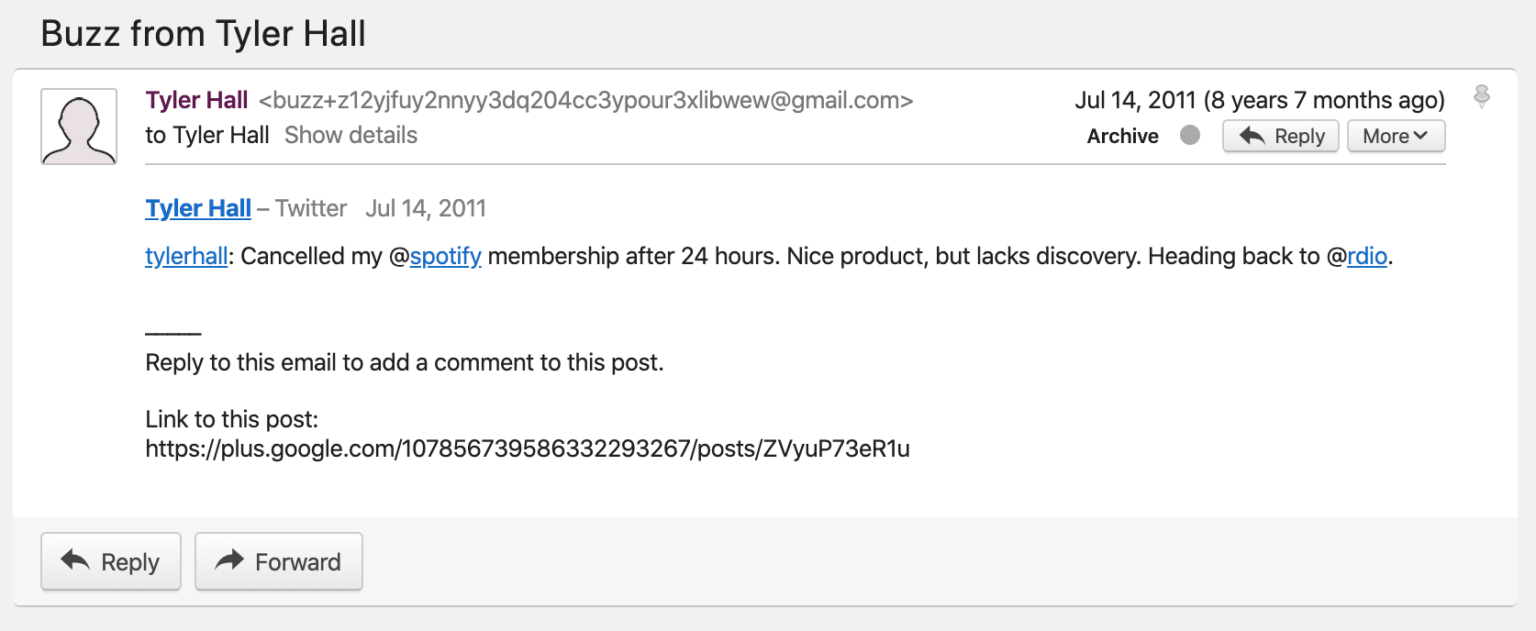 Buzz from Tyler Hall
Tyler Hall <buzz+z12yjfuy2nnyy3dq204cc3ypour3xlibwew@gmail.com> Jul 14, 2011 (8 years 7 months ago)
to Tyler Hall Show details Archive Reply More
Tyler Hall – Twitter Jul 14, 2011
tylerhall: Cancelled my @spotify membership after 24 hours. Nice product, but lacks discovery. Heading back to @rdio.
_____
Reply to this email to add a comment to this post.
Link to this post:
https://plus.google.com/107856739586332293267/posts/ZVyuP73eR1u
Reply Forward